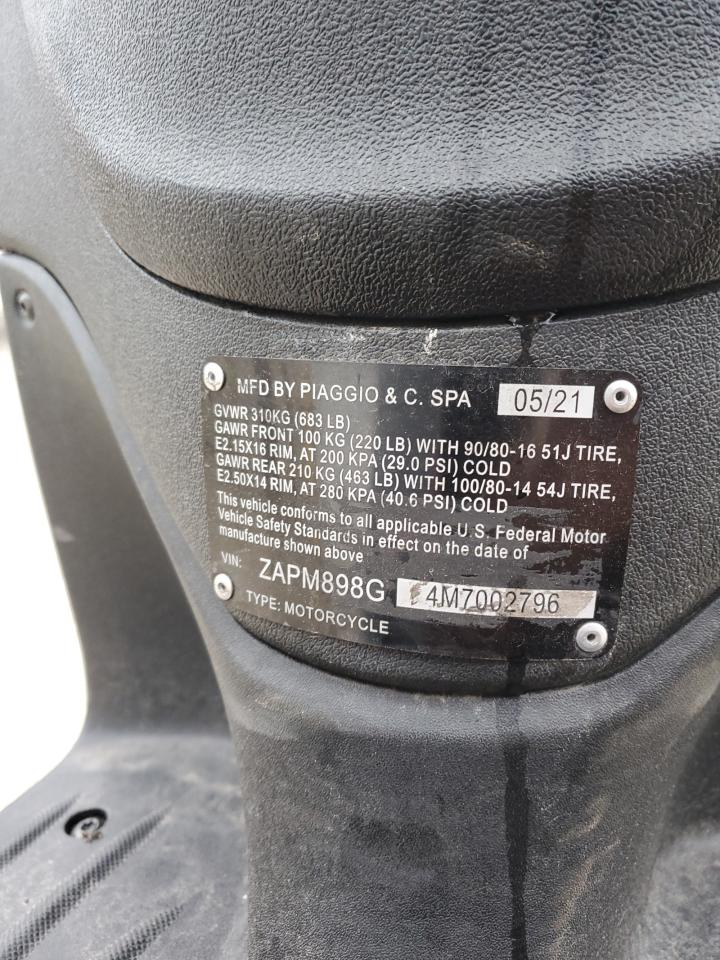 MFD BY PIAGGIO & C. SPA 05/21
GVWR 310KG (683 LB)
GAWR FRONT 100 KG (220 LB) WITH 90/80-16 51J TIRE,
E2.15X16 RIM, AT 200 KPA (29.0 PSI) COLD
GAWR REAR 210 KG (463 LB) WITH 100/80-14 54J TIRE,
E2.50X14 RIM, AT 280 KPA (40.6 PSI) COLD
This vehicle conforms to all applicable U.S. Federal Motor
Vehicle Safety Standards in effect on the date of
manufacture shown above
VIN: ZAPM898G 4M7002796
TYPE: MOTORCYCLE